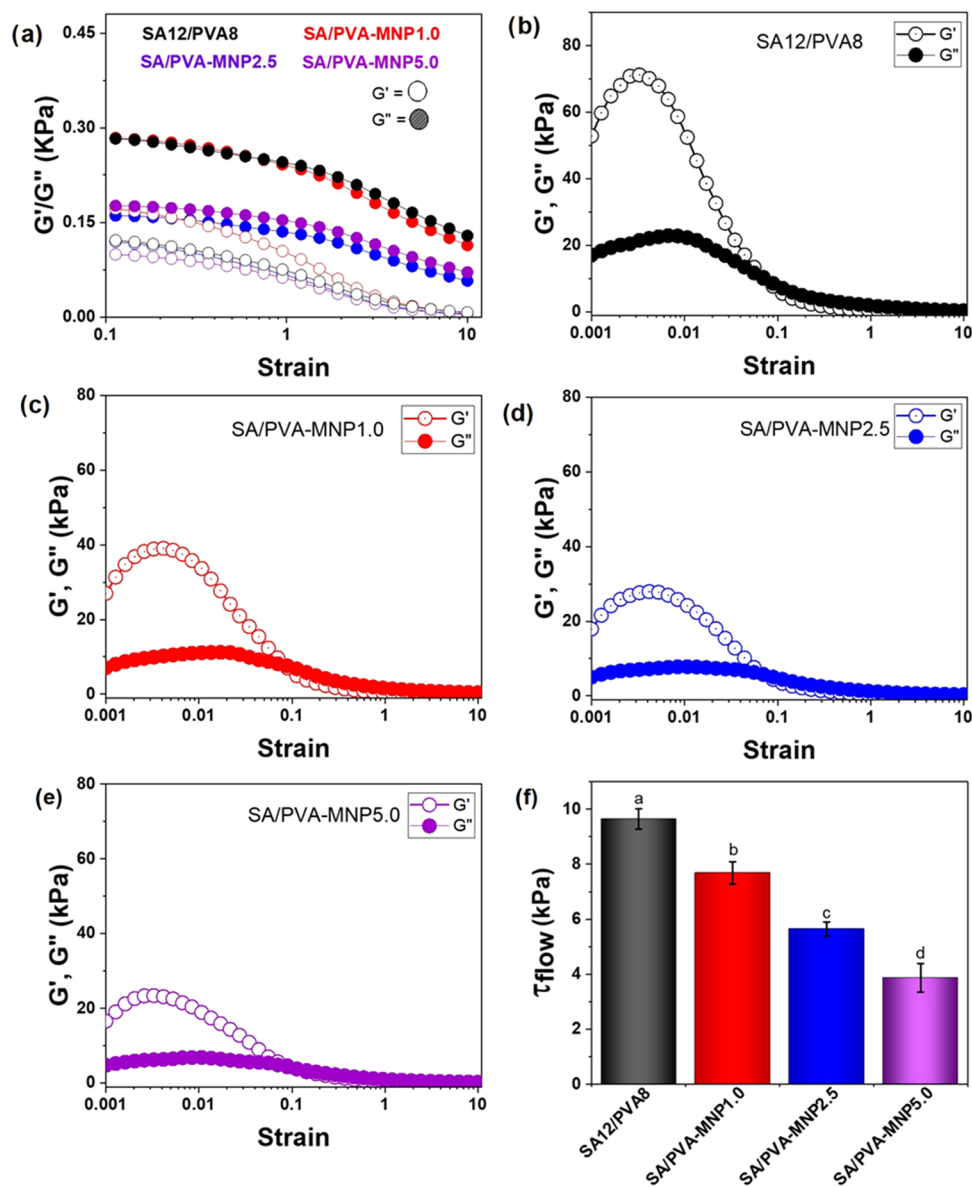 (a)
SA12/PVA8 SA/PVA-MNP1.0
SA/PVA-MNP2.5 SA/PVA-MNP5.0
G' =
G" =
G'/G" (KPa)
0.45
0.30
0.15
0.00
0.1 1 10
Strain
(b)
SA12/PVA8
G'
G"
G', G" (kPa)
80
60
40
20
0
0.001 0.01 0.1 1 10
Strain
(c)
SA/PVA-MNP1.0
G'
G"
G', G" (kPa)
80
60
40
20
0
0.001 0.01 0.1 1 10
Strain
(d)
SA/PVA-MNP2.5
G'
G"
G', G" (kPa)
80
60
40
20
0
0.001 0.01 0.1 1 10
Strain
(e)
SA/PVA-MNP5.0
G'
G"
G', G" (kPa)
80
60
40
20
0
0.001 0.01 0.1 1 10
Strain
(f)
τflow (kPa)
10
8
6
4
2
0
a
b
c
d
SA12/PVA8
SA/PVA-MNP1.0
SA/PVA-MNP2.5
SA/PVA-MNP5.0